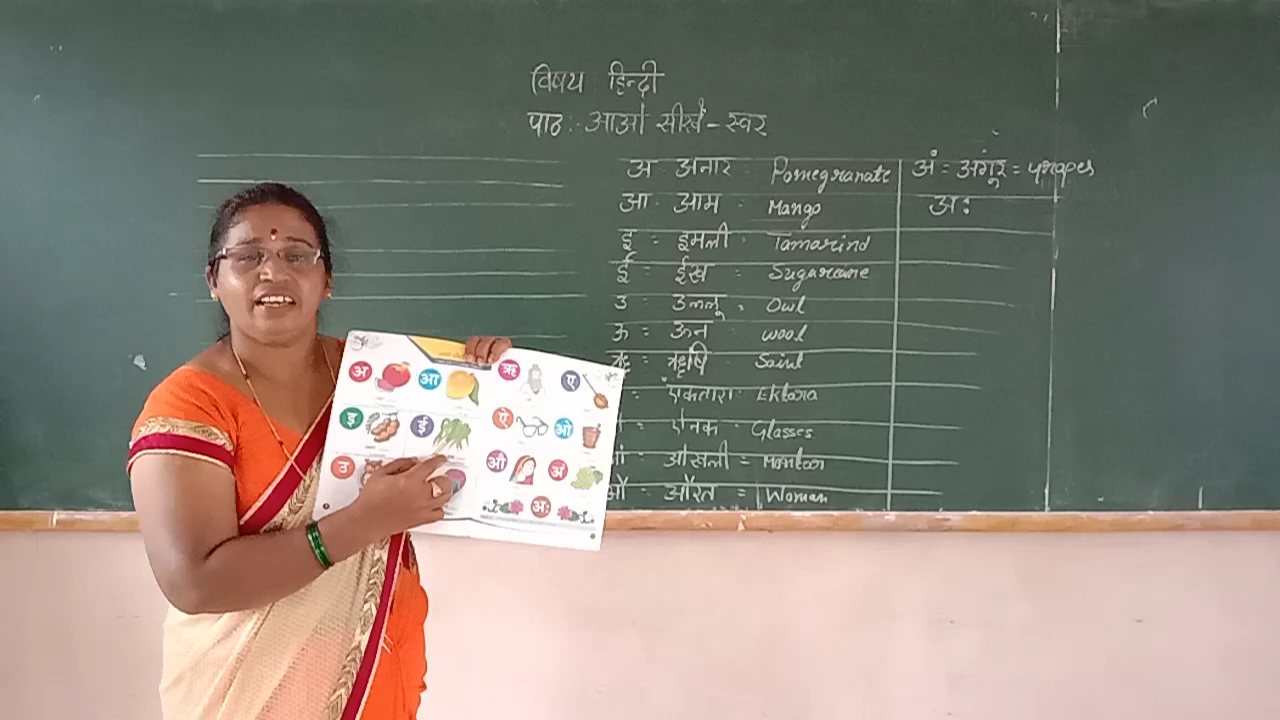 विषय हिन्दी
पाठ :- आओ सीखें - स्वर
अ - अनार - Pomegranate
आ - आम - Mango
इ - इमली - Tamarind
ई - ईख - Sugarcane
उ - उल्लू - Owl
ऊ = ऊन - wool
ऋ - ऋषि - Saint
= एकतारा - Ektara
= ऐनक - Glasses
= ओखली =
औ = औरत = Woman
अं = अंगूर = grapes
अः
अ आ
इ ई
उ
ऋ ए
ऐ ओ
औ अं
अः